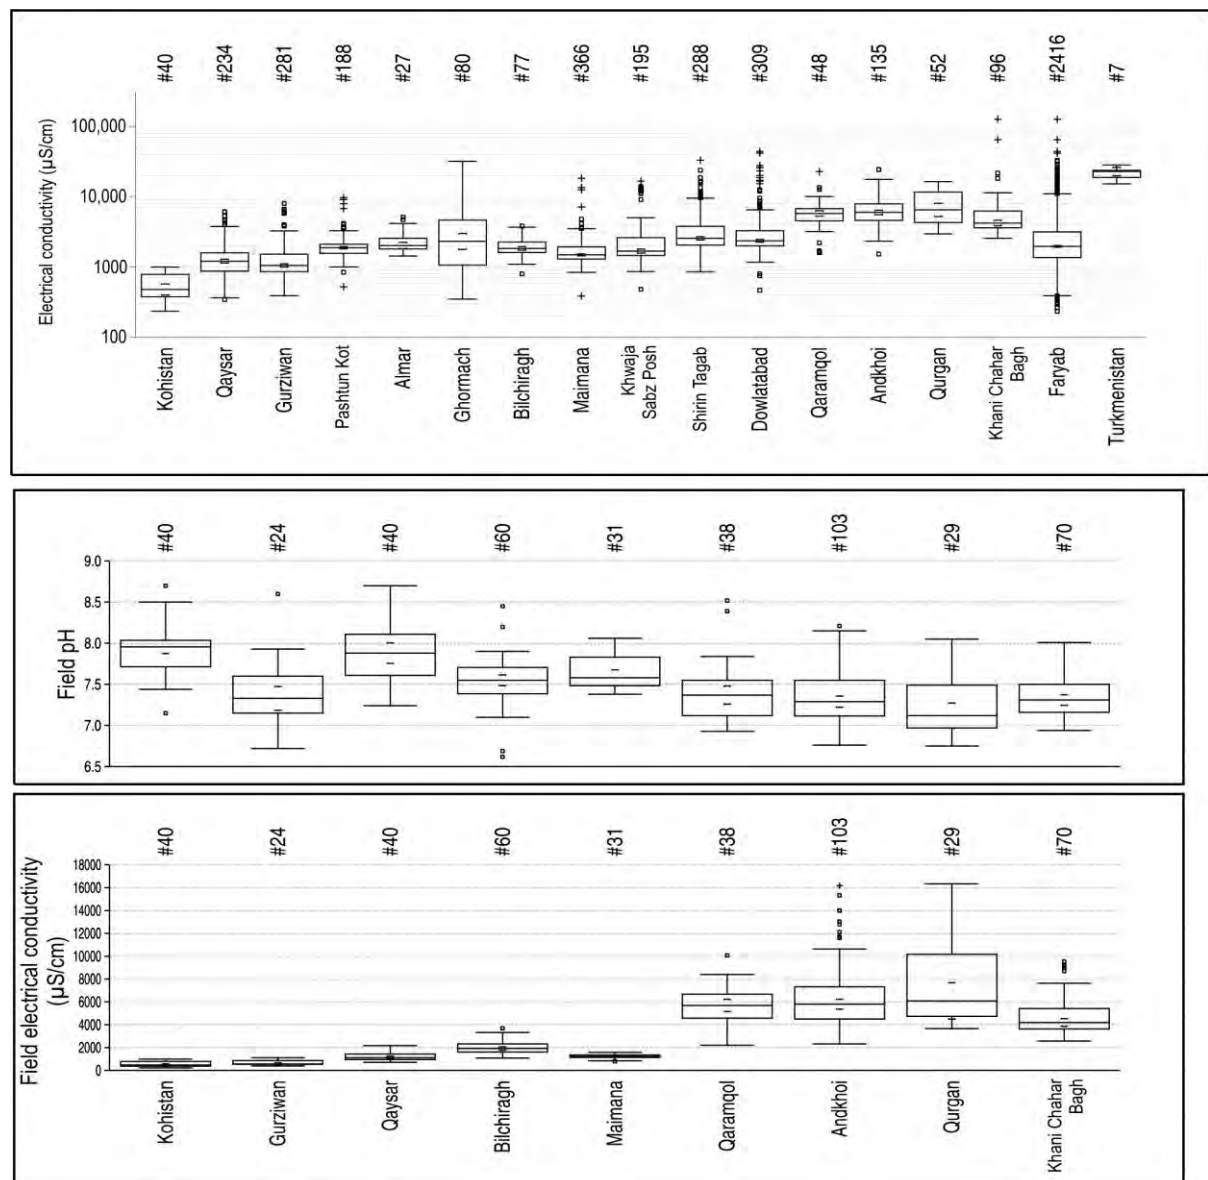 #40
#234
#281
#188
#27
#80
#77
#366
#195
#288
#309
#48
#135
#52
#96
#2416
#7
Electrical conductivity (µS/cm)
100,000
10,000
1000
100
Kohistan
Qaysar
Gurziwan
Pashtun Kot
Almar
Ghormach
Bilchiragh
Maimana
Khwaja
Sabz Posh
Shirin Tagab
Dowlatabad
Qaramqol
Andkhoi
Qurgan
Khani Chahar
Bagh
Faryab
Turkmenistan
#40
#24
#40
#60
#31
#38
#103
#29
#70
Field pH
9.0
8.5
8.0
7.5
7.0
6.5
#40
#24
#40
#60
#31
#38
#103
#29
#70
Field electrical conductivity
(µS/cm)
18000
16000
14000
12000
10000
8000
6000
4000
2000
0
Kohistan
Gurziwan
Qaysar
Bilchiragh
Maimana
Qaramqol
Andkhoi
Qurgan
Khani Chahar
Bagh